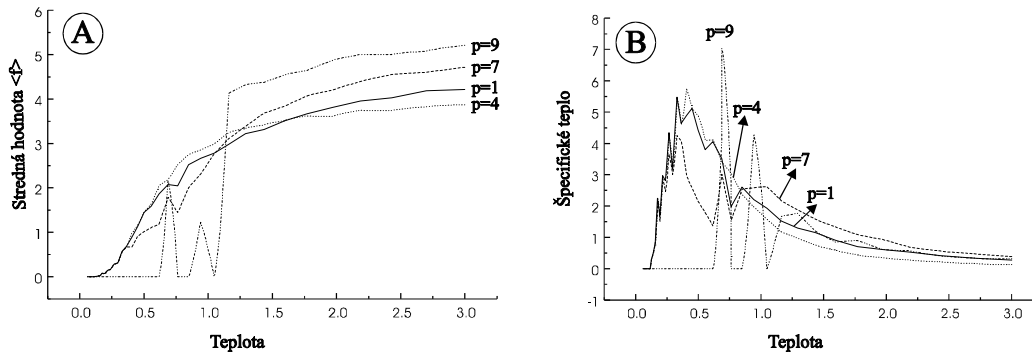 A
Stredná hodnota <f>
6
5
4
3
2
1
0
p=9
p=7
p=1
p=4
0.0 0.5 1.0 1.5 2.0 2.5 3.0
Teplota
B
Špecifické teplo
8
7
6
5
4
3
2
1
0
-1
p=9
p=4
p=7
p=1
0.0 0.5 1.0 1.5 2.0 2.5 3.0
Teplota